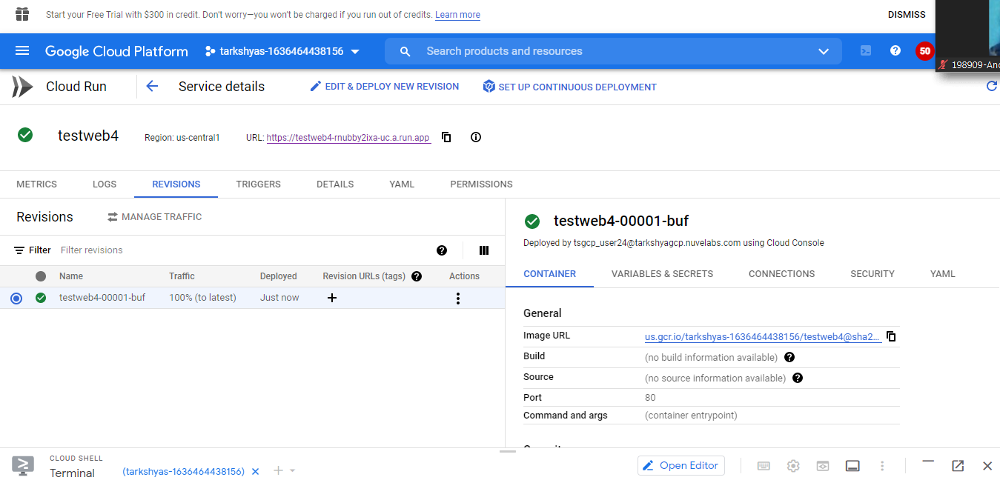 Start your Free Trial with $300 in credit. Don't worry—you won't be charged if you run out of credits. Learn more DISMISS
Google Cloud Platform tarkshyas-1636464438156 Search products and resources 50
198909-And
Cloud Run Service details EDIT & DEPLOY NEW REVISION SET UP CONTINUOUS DEPLOYMENT
testweb4 Region: us-central1 URL: https://testweb4-rnubby2ixa-uc.a.run.app
METRICS LOGS REVISIONS TRIGGERS DETAILS YAML PERMISSIONS
Revisions MANAGE TRAFFIC
Filter Filter revisions
Name Traffic Deployed Revision URLs (tags) Actions
testweb4-00001-buf 100% (to latest) Just now
testweb4-00001-buf
Deployed by tsgcp_user24@tarkshyagcp.nuvelabs.com using Cloud Console
CONTAINER VARIABLES & SECRETS CONNECTIONS SECURITY YAML
General
Image URL us.gcr.io/tarkshyas-1636464438156/testweb4@sha2...
Build (no build information available)
Source (no source information available)
Port 80
Command and args (container entrypoint)
CLOUD SHELL
Terminal (tarkshyas-1636464438156) Open Editor